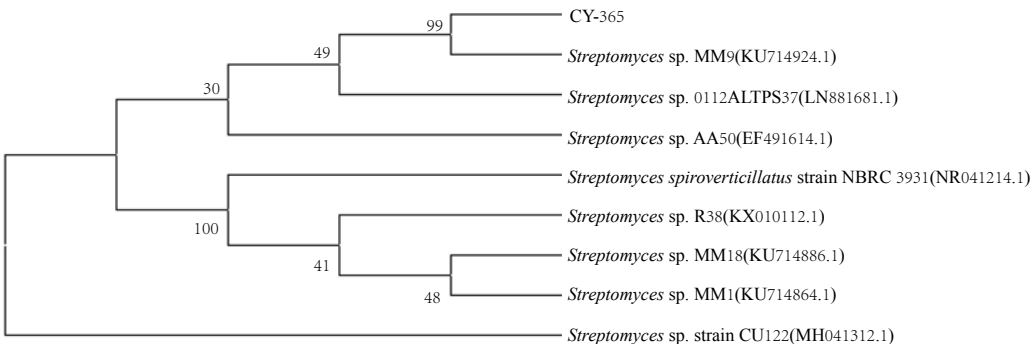 CY-365
99
Streptomyces sp. MM9(KU714924.1)
49
Streptomyces sp. 0112ALTPS37(LN881681.1)
30
Streptomyces sp. AA50(EF491614.1)
Streptomyces spiroverticillatus strain NBRC 3931(NR041214.1)
Streptomyces sp. R38(KX010112.1)
100
Streptomyces sp. MM18(KU714886.1)
41
Streptomyces sp. MM1(KU714864.1)
48
Streptomyces sp. strain CU122(MH041312.1)